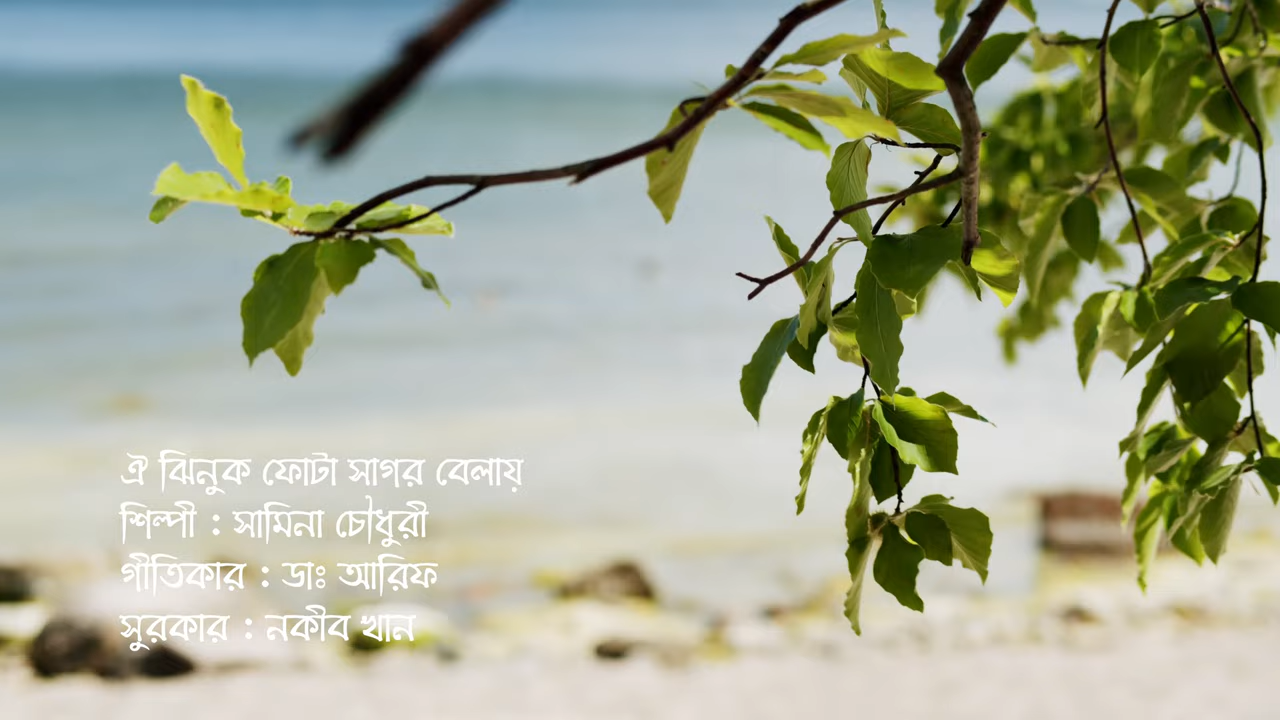 ঐ ঝিনুক ফোটা সাগর বেলায়
শিল্পী : সামিনা চৌধুরী
গীতিকার : ডাঃ আরিফ
সুরকার : নকীব খান